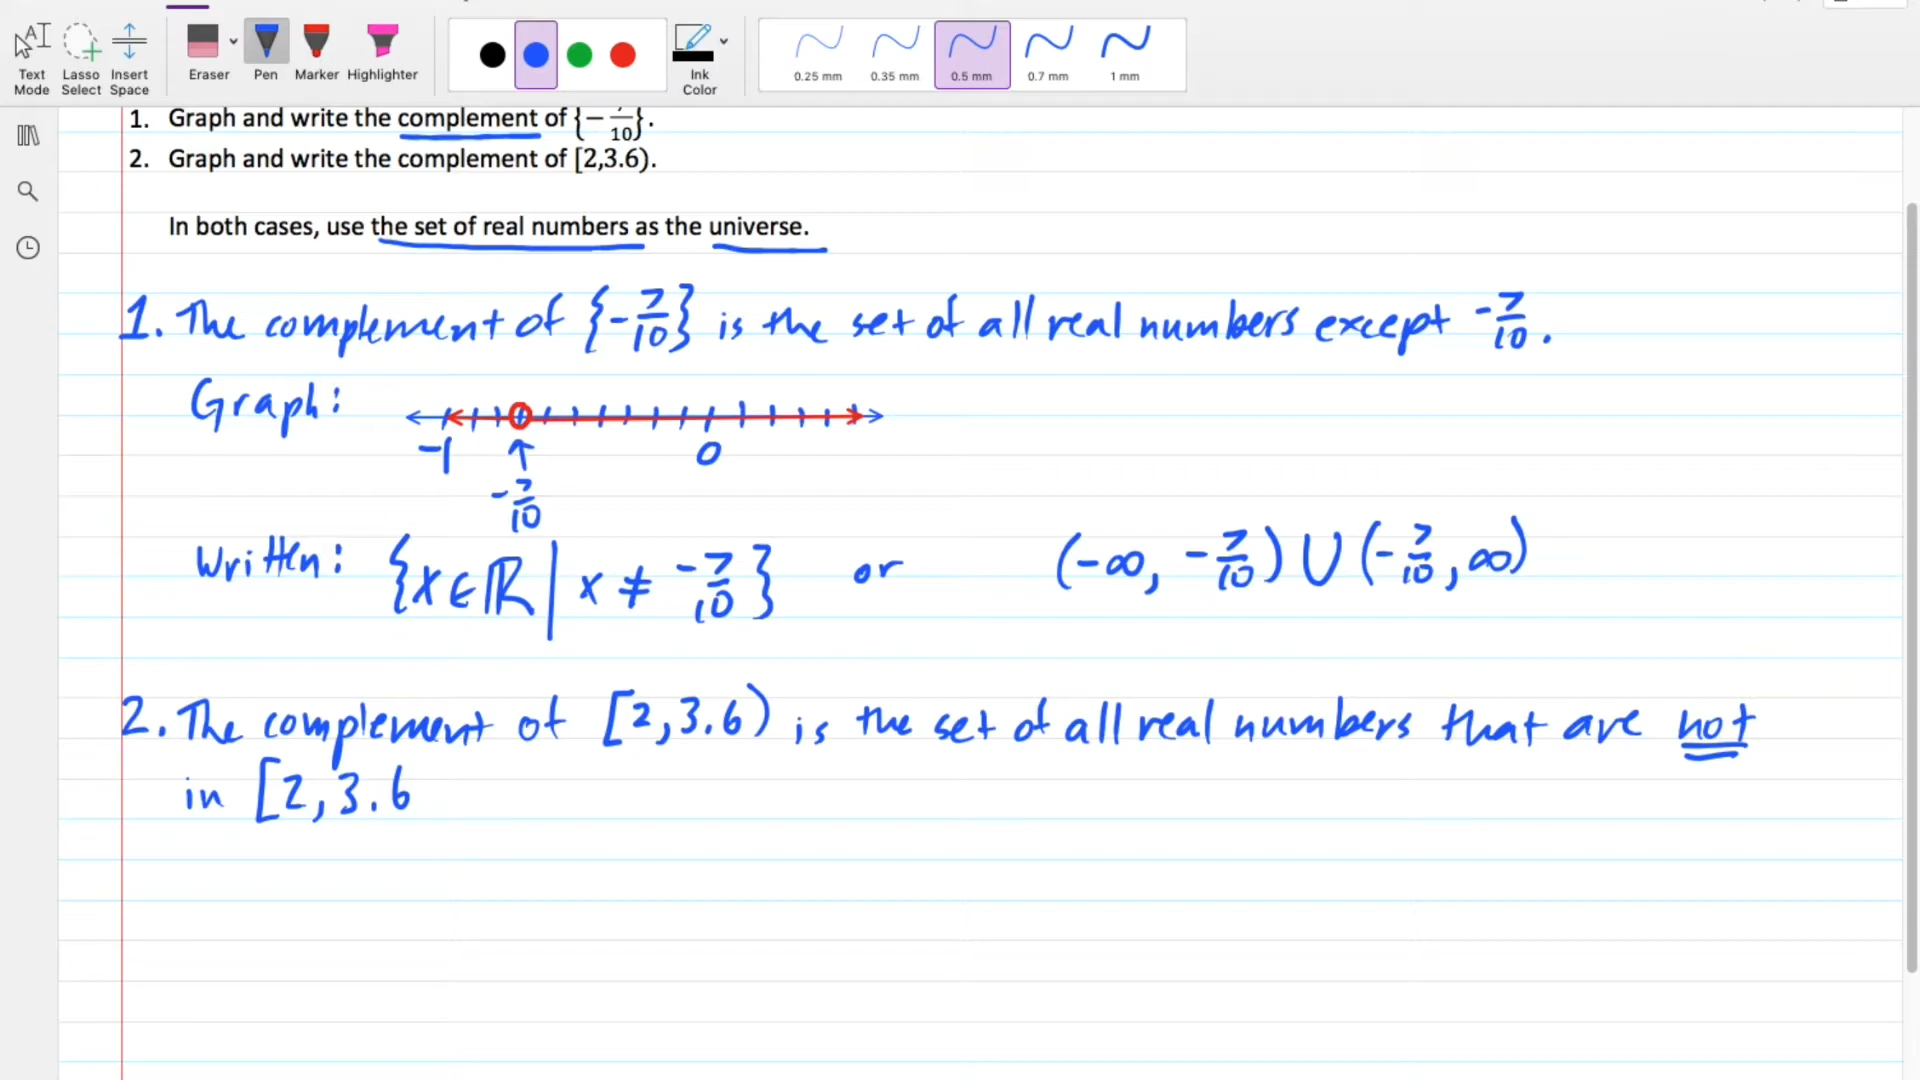 Text Mode
Lasso Select
Insert Space
Eraser
Pen
Marker
Highlighter
Ink Color
0.25 mm
0.35 mm
0.5 mm
0.7 mm
1 mm
1. Graph and write the complement of {−7/10}.
2. Graph and write the complement of [2,3.6).
In both cases, use the set of real numbers as the universe.
1. The complement of {-7/10} is the set of all real numbers except -7/10.
Graph:
-1 0
-7/10
Written: {x∈ℝ | x ≠ -7/10} or (-∞, -7/10) ∪ (-7/10, ∞)
2. The complement of [2,3.6) is the set of all real numbers that are not
in [2,3.6